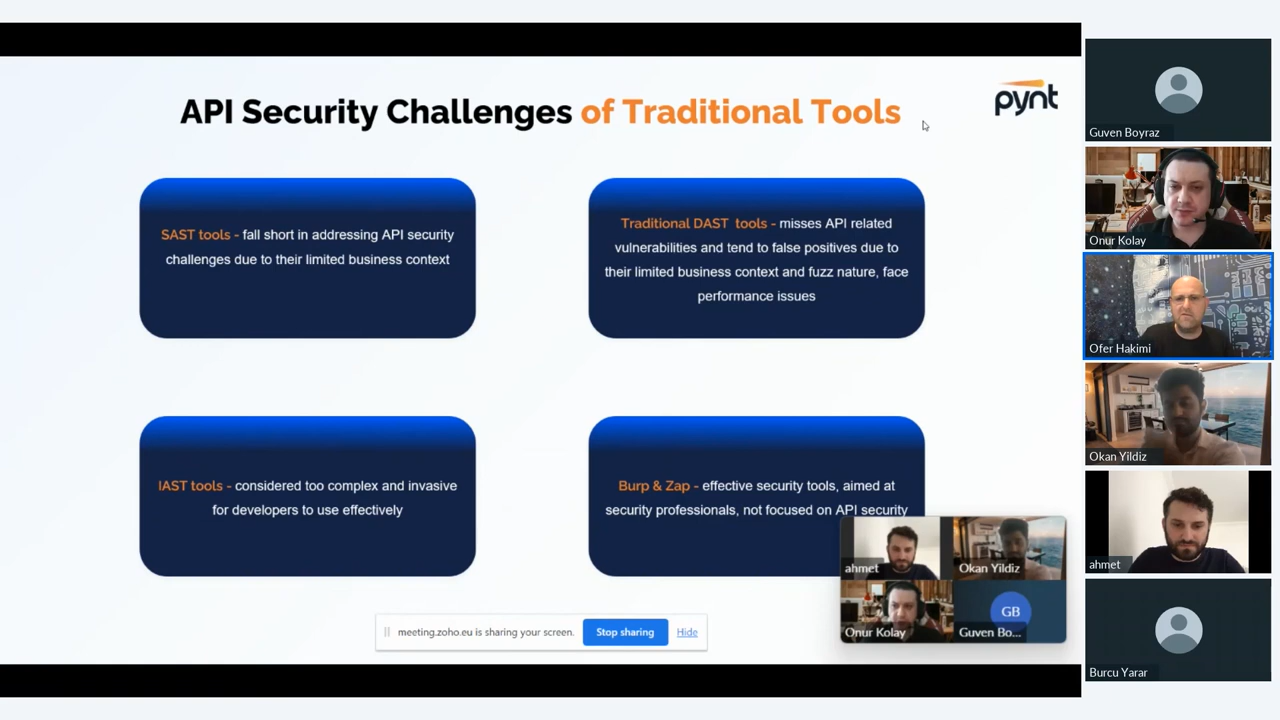 API Security Challenges of Traditional Tools
pynt
SAST tools - fall short in addressing API security
challenges due to their limited business context
Traditional DAST tools - misses API related
vulnerabilities and tend to false positives due to
their limited business context and fuzz nature, face
performance issues
IAST tools - considered too complex and invasive
for developers to use effectively
Burp & Zap - effective security tools, aimed at
security professionals, not focused on API security
ahmet
Okan Yildiz
Onur Kolay
GB
Guven Bo...
meeting.zoho.eu is sharing your screen.
Stop sharing
Hide
Guven Boyraz
Onur Kolay
Ofer Hakimi
Okan Yildiz
ahmet
Burcu Yarar